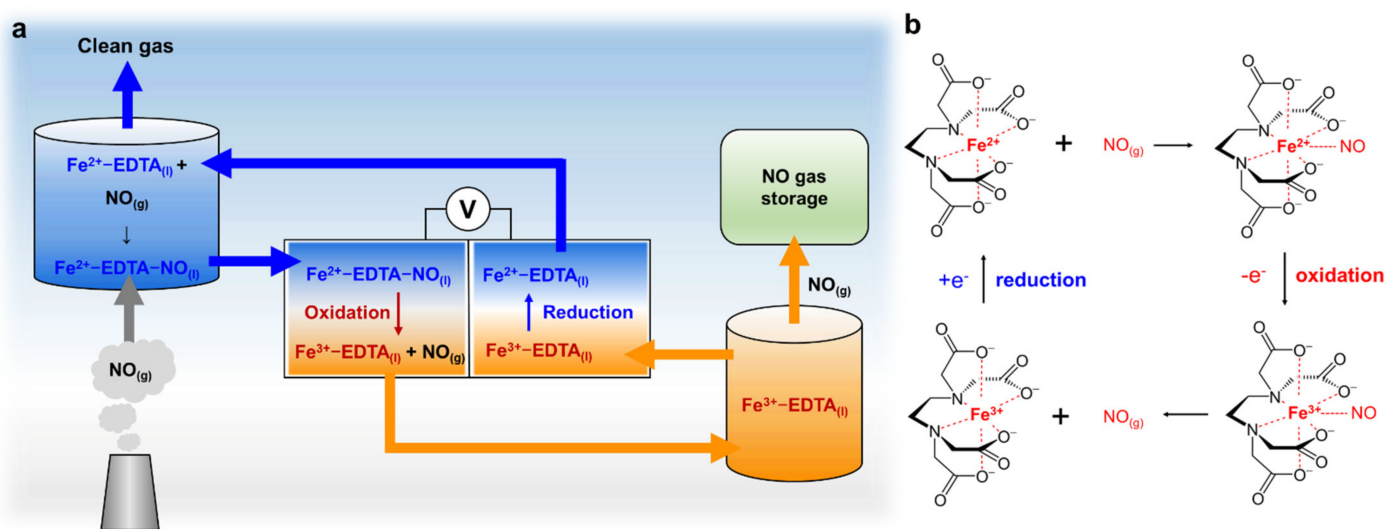 a
Clean gas
Fe²⁺−EDTA₍ₗ₎ +
NO₍g₎
↓
Fe²⁺−EDTA−NO₍ₗ₎
NO₍g₎
V
Fe²⁺−EDTA−NO₍ₗ₎
Oxidation
Fe³⁺−EDTA₍ₗ₎ + NO₍g₎
Fe²⁺−EDTA₍ₗ₎
Reduction
Fe³⁺−EDTA₍ₗ₎
NO gas
storage
NO₍g₎
Fe³⁺−EDTA₍ₗ₎
b
O
O⁻
O
N
O⁻
Fe²⁺
+
NO₍g₎
N
O⁻
O
O⁻
O
O
O⁻
O
N
O⁻
Fe²⁺
NO
N
O⁻
O
O⁻
O
+e⁻ reduction
-e⁻ oxidation
O
O⁻
O
N
O⁻
Fe³⁺
+
NO₍g₎
N
O⁻
O
O⁻
O
O
O⁻
O
N
O⁻
Fe³⁺
NO
N
O⁻
O
O⁻
O